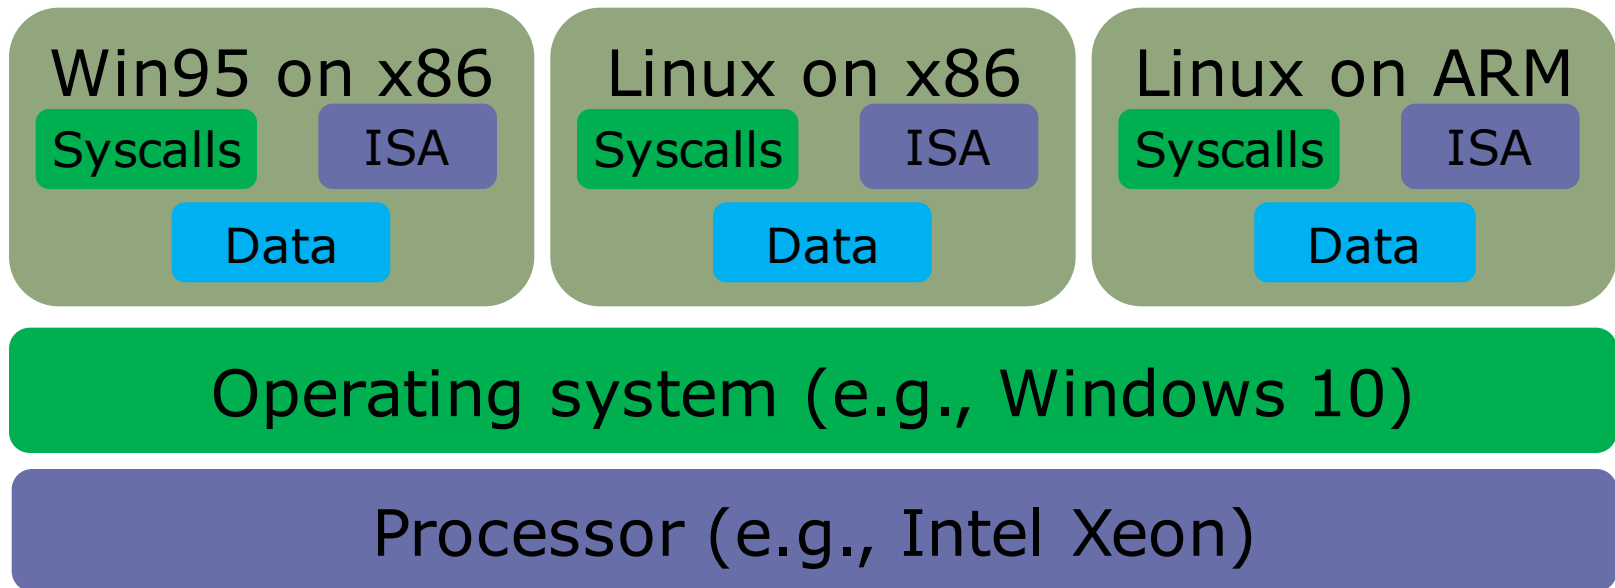 Win95 on x86
Syscalls
ISA
Data
Linux on x86
Syscalls
ISA
Data
Linux on ARM
Syscalls
ISA
Data
Operating system (e.g., Windows 10)
Processor (e.g., Intel Xeon)